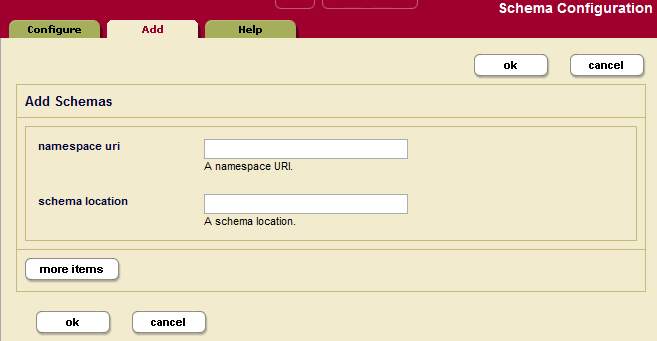 Schema Configuration
Configure Add Help
ok cancel
Add Schemas
namespace uri
A namespace URI.
schema location
A schema location.
more items
ok cancel